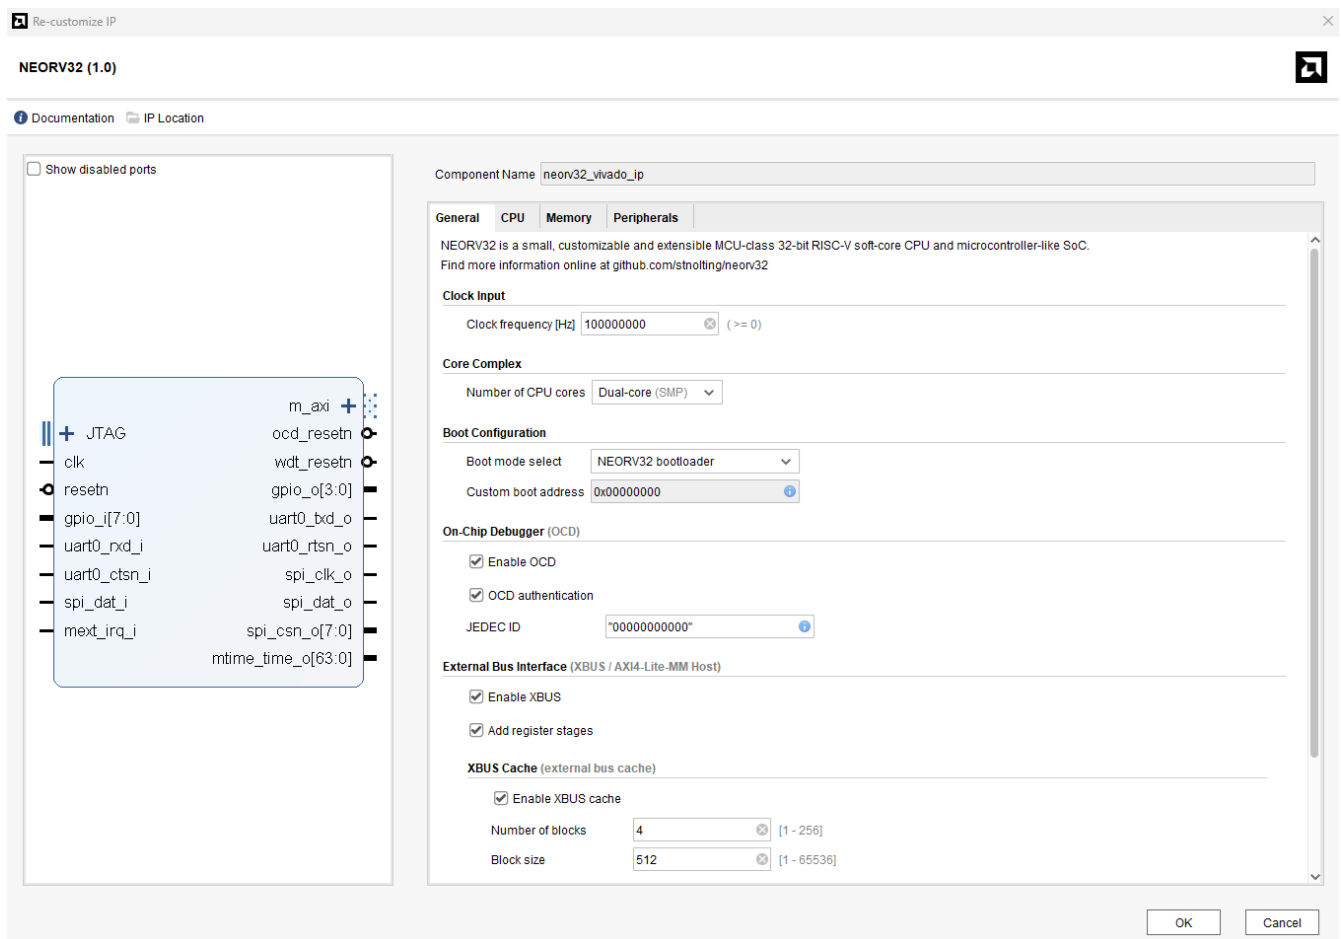 Re-customize IP
NEORV32 (1.0)
Documentation IP Location
Show disabled ports
m_axi
JTAG ocd_resetn
clk wdt_resetn
resetn gpio_o[3:0]
gpio_i[7:0] uart0_txd_o
uart0_rxd_i uart0_rtsn_o
uart0_ctsn_i spi_clk_o
spi_dat_i spi_dat_o
mext_irq_i spi_csn_o[7:0]
mtime_time_o[63:0]
Component Name neorv32_vivado_ip
General CPU Memory Peripherals
NEORV32 is a small, customizable and extensible MCU-class 32-bit RISC-V soft-core CPU and microcontroller-like SoC.
Find more information online at github.com/stnolting/neorv32
Clock Input
Clock frequency [Hz] 100000000 ( >= 0)
Core Complex
Number of CPU cores Dual-core (SMP)
Boot Configuration
Boot mode select NEORV32 bootloader
Custom boot address 0x00000000
On-Chip Debugger (OCD)
Enable OCD
OCD authentication
JEDEC ID "00000000000"
External Bus Interface (XBUS / AXI4-Lite-MM Host)
Enable XBUS
Add register stages
XBUS Cache (external bus cache)
Enable XBUS cache
Number of blocks 4 [1 - 256]
Block size 512 [1 - 65536]
OK Cancel